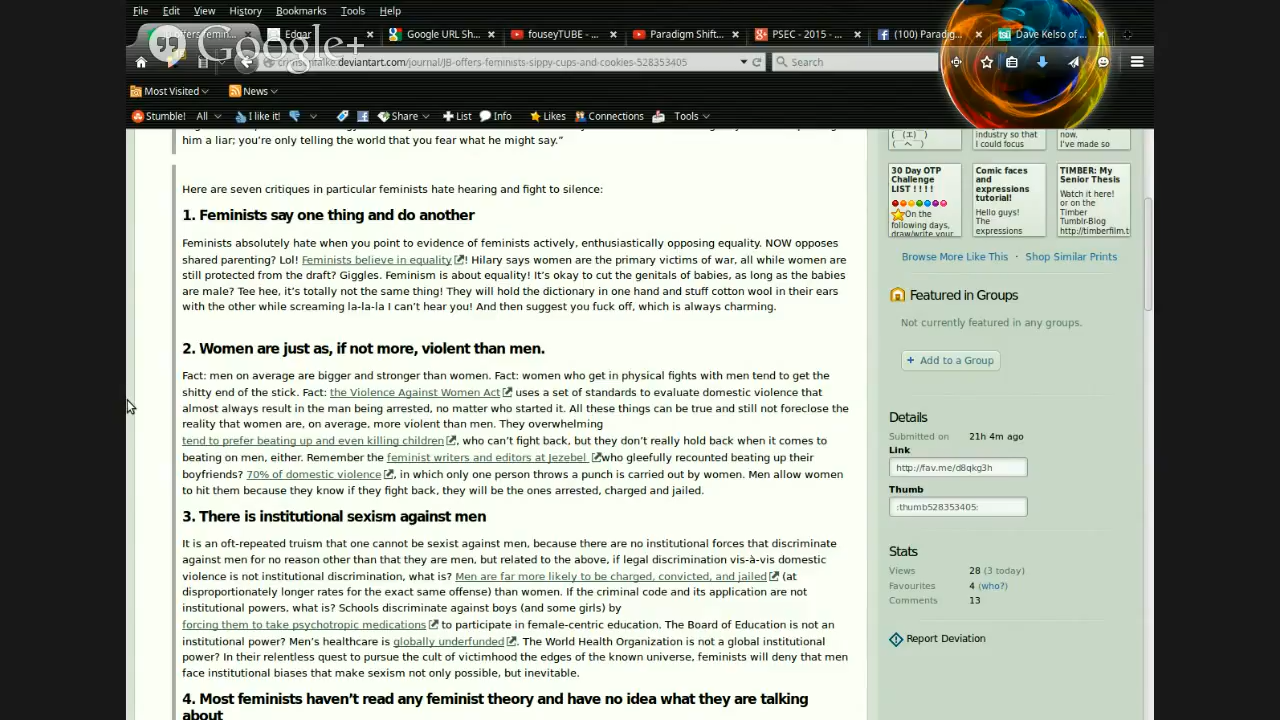 File Edit View History Bookmarks Tools Help
Google+
offers femin... Edgar Google URL Sh... fouseyTUBE - ... Paradigm Shift... PSEC - 2015 - ... (100) Paradig... Dave Kelso of ...
deviantart.com/journal/JB-offers-feminists-sippy-cups-and-cookies-528353405 Search
Most Visited News
Stumble! All I like it! Share List Info Likes Connections Tools
him a liar; you're only telling the world that you fear what he might say."
Here are seven critiques in particular feminists hate hearing and fight to silence:
1. Feminists say one thing and do another
Feminists absolutely hate when you point to evidence of feminists actively, enthusiastically opposing equality. NOW opposes
shared parenting? Lol! Feminists believe in equality! Hilary says women are the primary victims of war, all while women are
still protected from the draft? Giggles. Feminism is about equality! It's okay to cut the genitals of babies, as long as the babies
are male? Tee hee, it's totally not the same thing! They will hold the dictionary in one hand and stuff cotton wool in their ears
with the other while screaming la-la-la I can't hear you! And then suggest you fuck off, which is always charming.
2. Women are just as, if not more, violent than men.
Fact: men on average are bigger and stronger than women. Fact: women who get in physical fights with men tend to get the
shitty end of the stick. Fact: the Violence Against Women Act uses a set of standards to evaluate domestic violence that
almost always result in the man being arrested, no matter who started it. All these things can be true and still not foreclose the
reality that women are, on average, more violent than men. They overwhelming
tend to prefer beating up and even killing children, who can't fight back, but they don't really hold back when it comes to
beating on men, either. Remember the feminist writers and editors at Jezebel who gleefully recounted beating up their
boyfriends? 70% of domestic violence, in which only one person throws a punch is carried out by women. Men allow women
to hit them because they know if they fight back, they will be the ones arrested, charged and jailed.
3. There is institutional sexism against men
It is an oft-repeated truism that one cannot be sexist against men, because there are no institutional forces that discriminate
against men for no reason other than that they are men, but related to the above, if legal discrimination vis-à-vis domestic
violence is not institutional discrimination, what is? Men are far more likely to be charged, convicted, and jailed (at
disproportionately longer rates for the exact same offense) than women. If the criminal code and its application are not
institutional powers, what is? Schools discriminate against boys (and some girls) by
forcing them to take psychotropic medications to participate in female-centric education. The Board of Education is not an
institutional power? Men's healthcare is globally underfunded. The World Health Organization is not a global institutional
power? In their relentless quest to pursue the cult of victimhood the edges of the known universe, feminists will deny that men
face institutional biases that make sexism not only possible, but inevitable.
4. Most feminists haven't read any feminist theory and have no idea what they are talking
about
industry so that
I could focus
now.
I've made so
30 Day OTP
Challenge
LIST ! ! ! !
On the
following days,
draw/write your
Comic faces
and
expressions
tutorial!
Hello guys!
The
expressions
TIMBER: My
Senior Thesis
Watch it here!
or on the
Timber
Tumblr-Blog
http://timberfilm.t
Browse More Like This · Shop Similar Prints
Featured in Groups
Not currently featured in any groups.
+ Add to a Group
Details
Submitted on 21h 4m ago
Link
http://fav.me/d8qkg3h
Thumb
:thumb528353405:
Stats
Views 28 (3 today)
Favourites 4 (who?)
Comments 13
Report Deviation